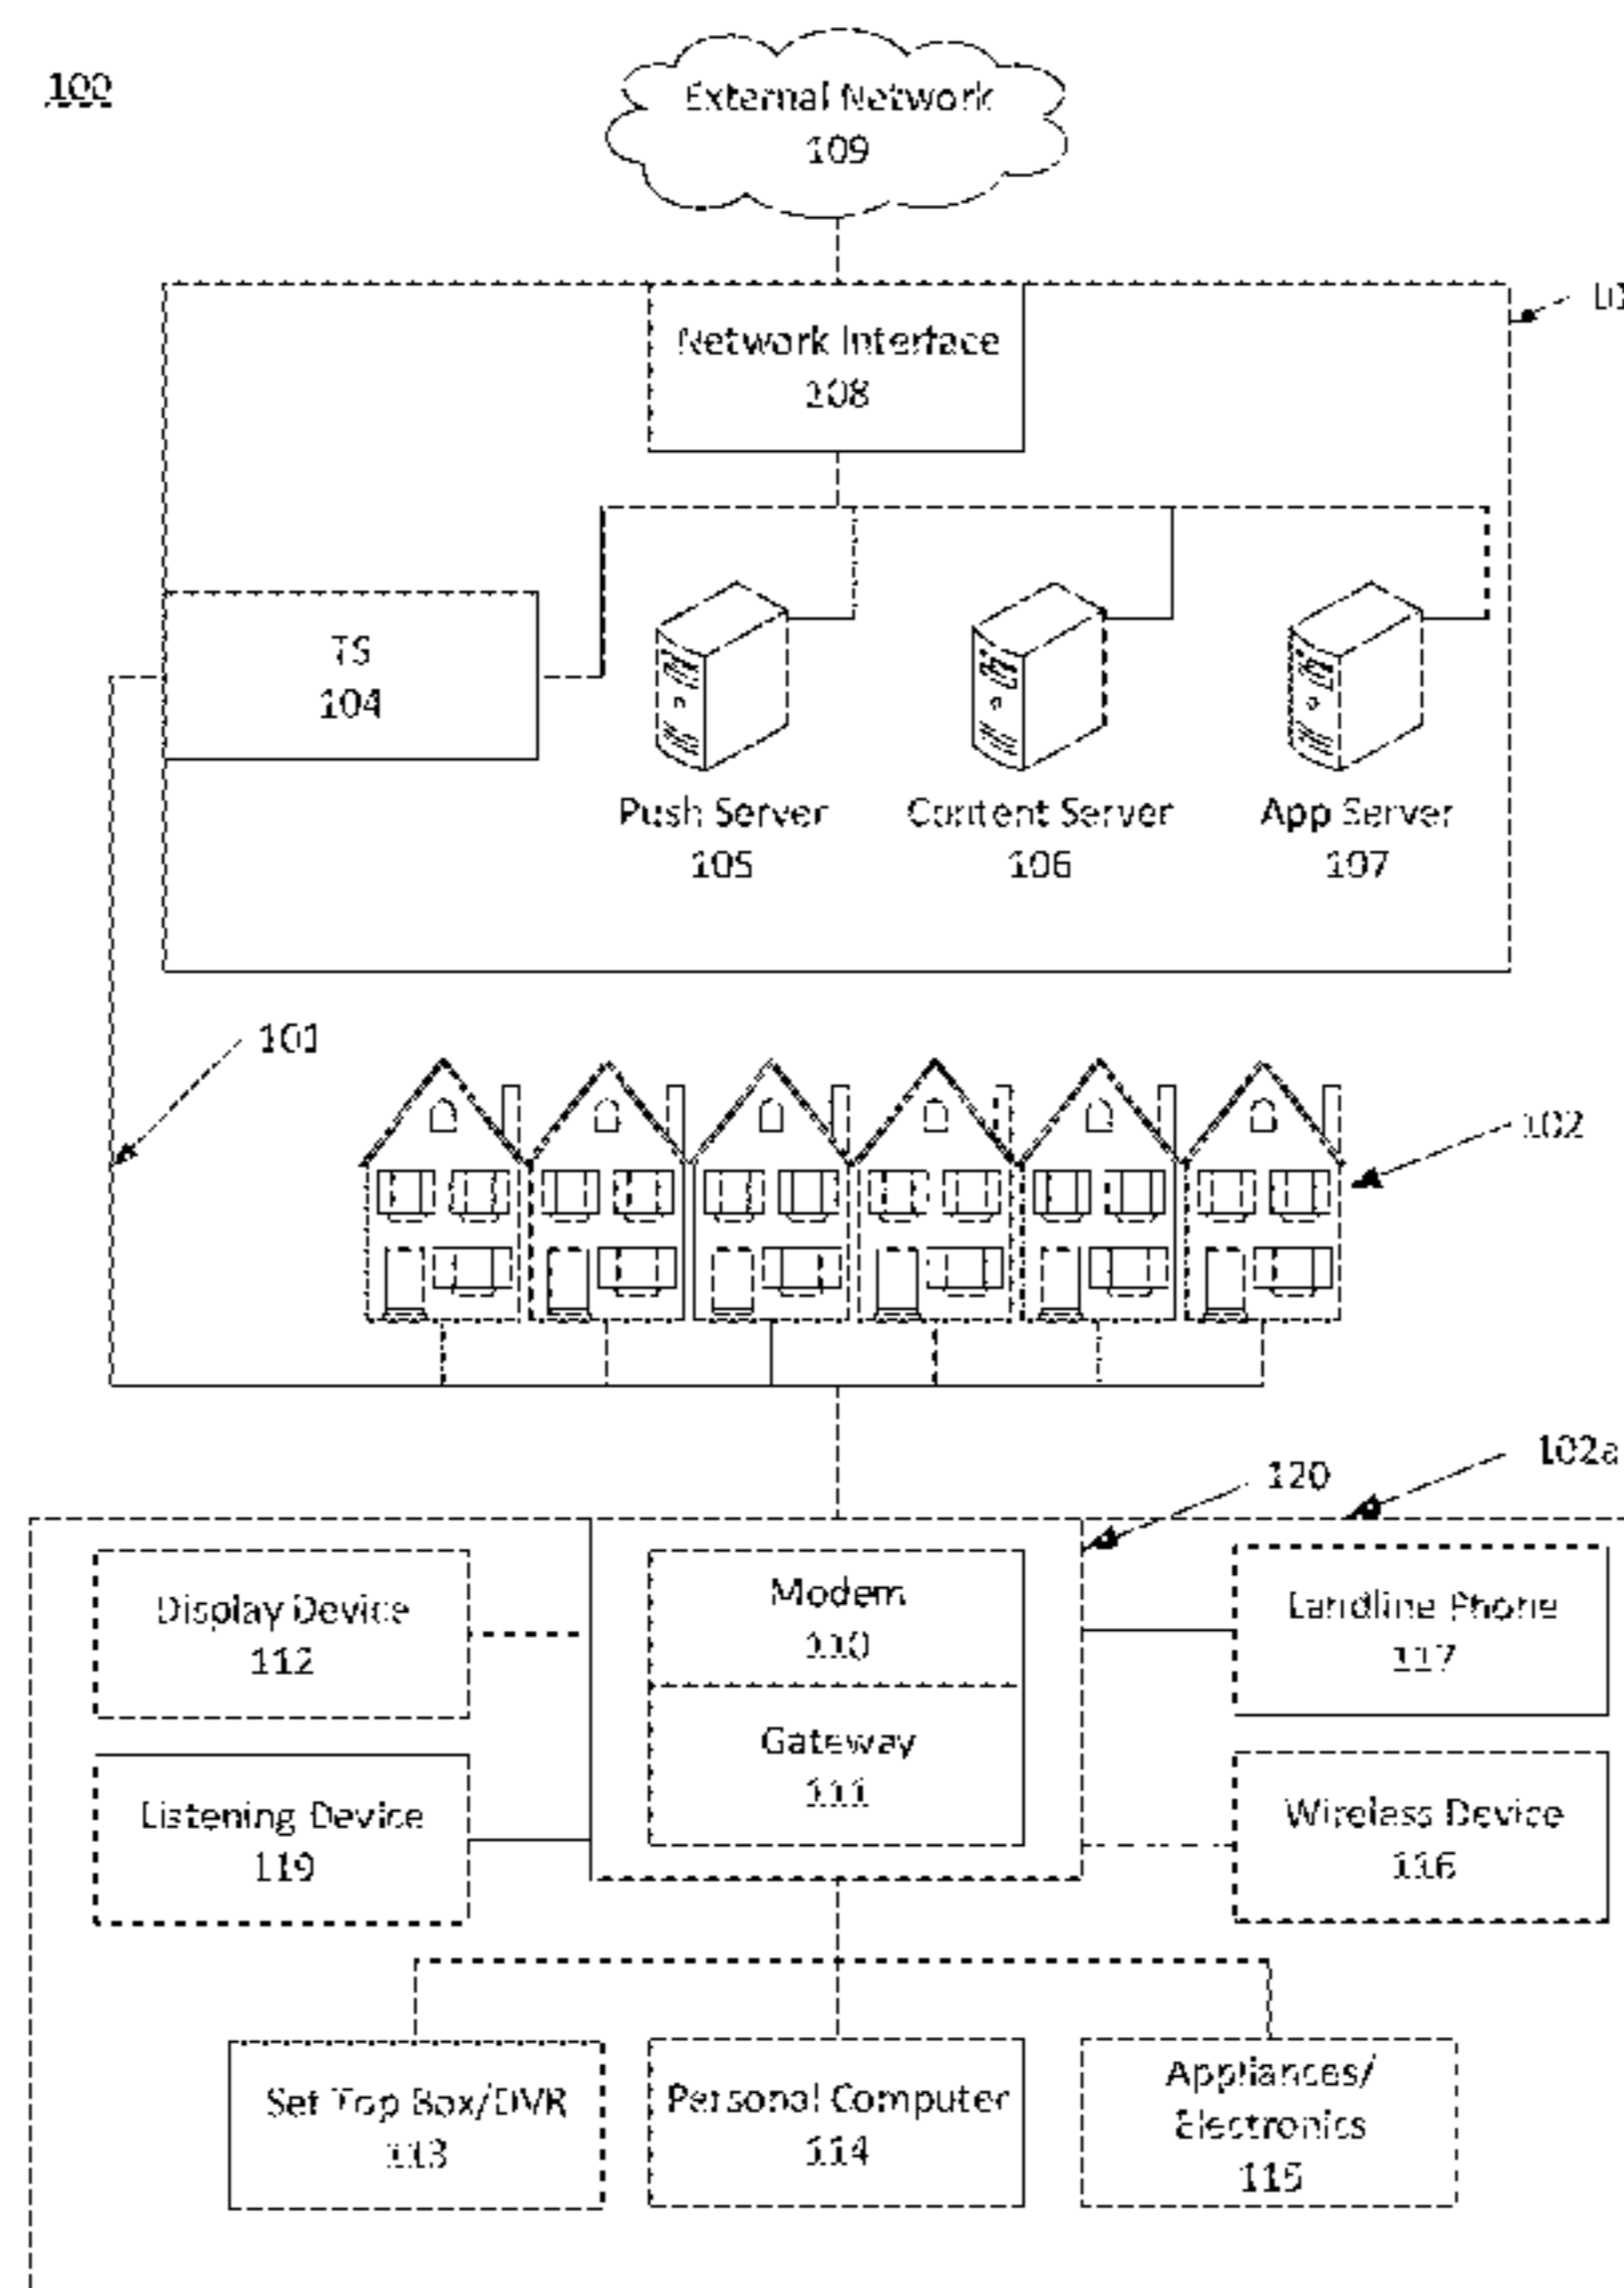 100
External Network
109
Network Interface
108
TS
104
Push Server
105
Content Server
106
App Server
107
101
102
102a
120
Display Device
112
Modem
110
Landline Phone
117
Gateway
111
Listening Device
119
Wireless Device
116
Set Top Box/DVR
113
Personal Computer
114
Appliances/
Electronics
115